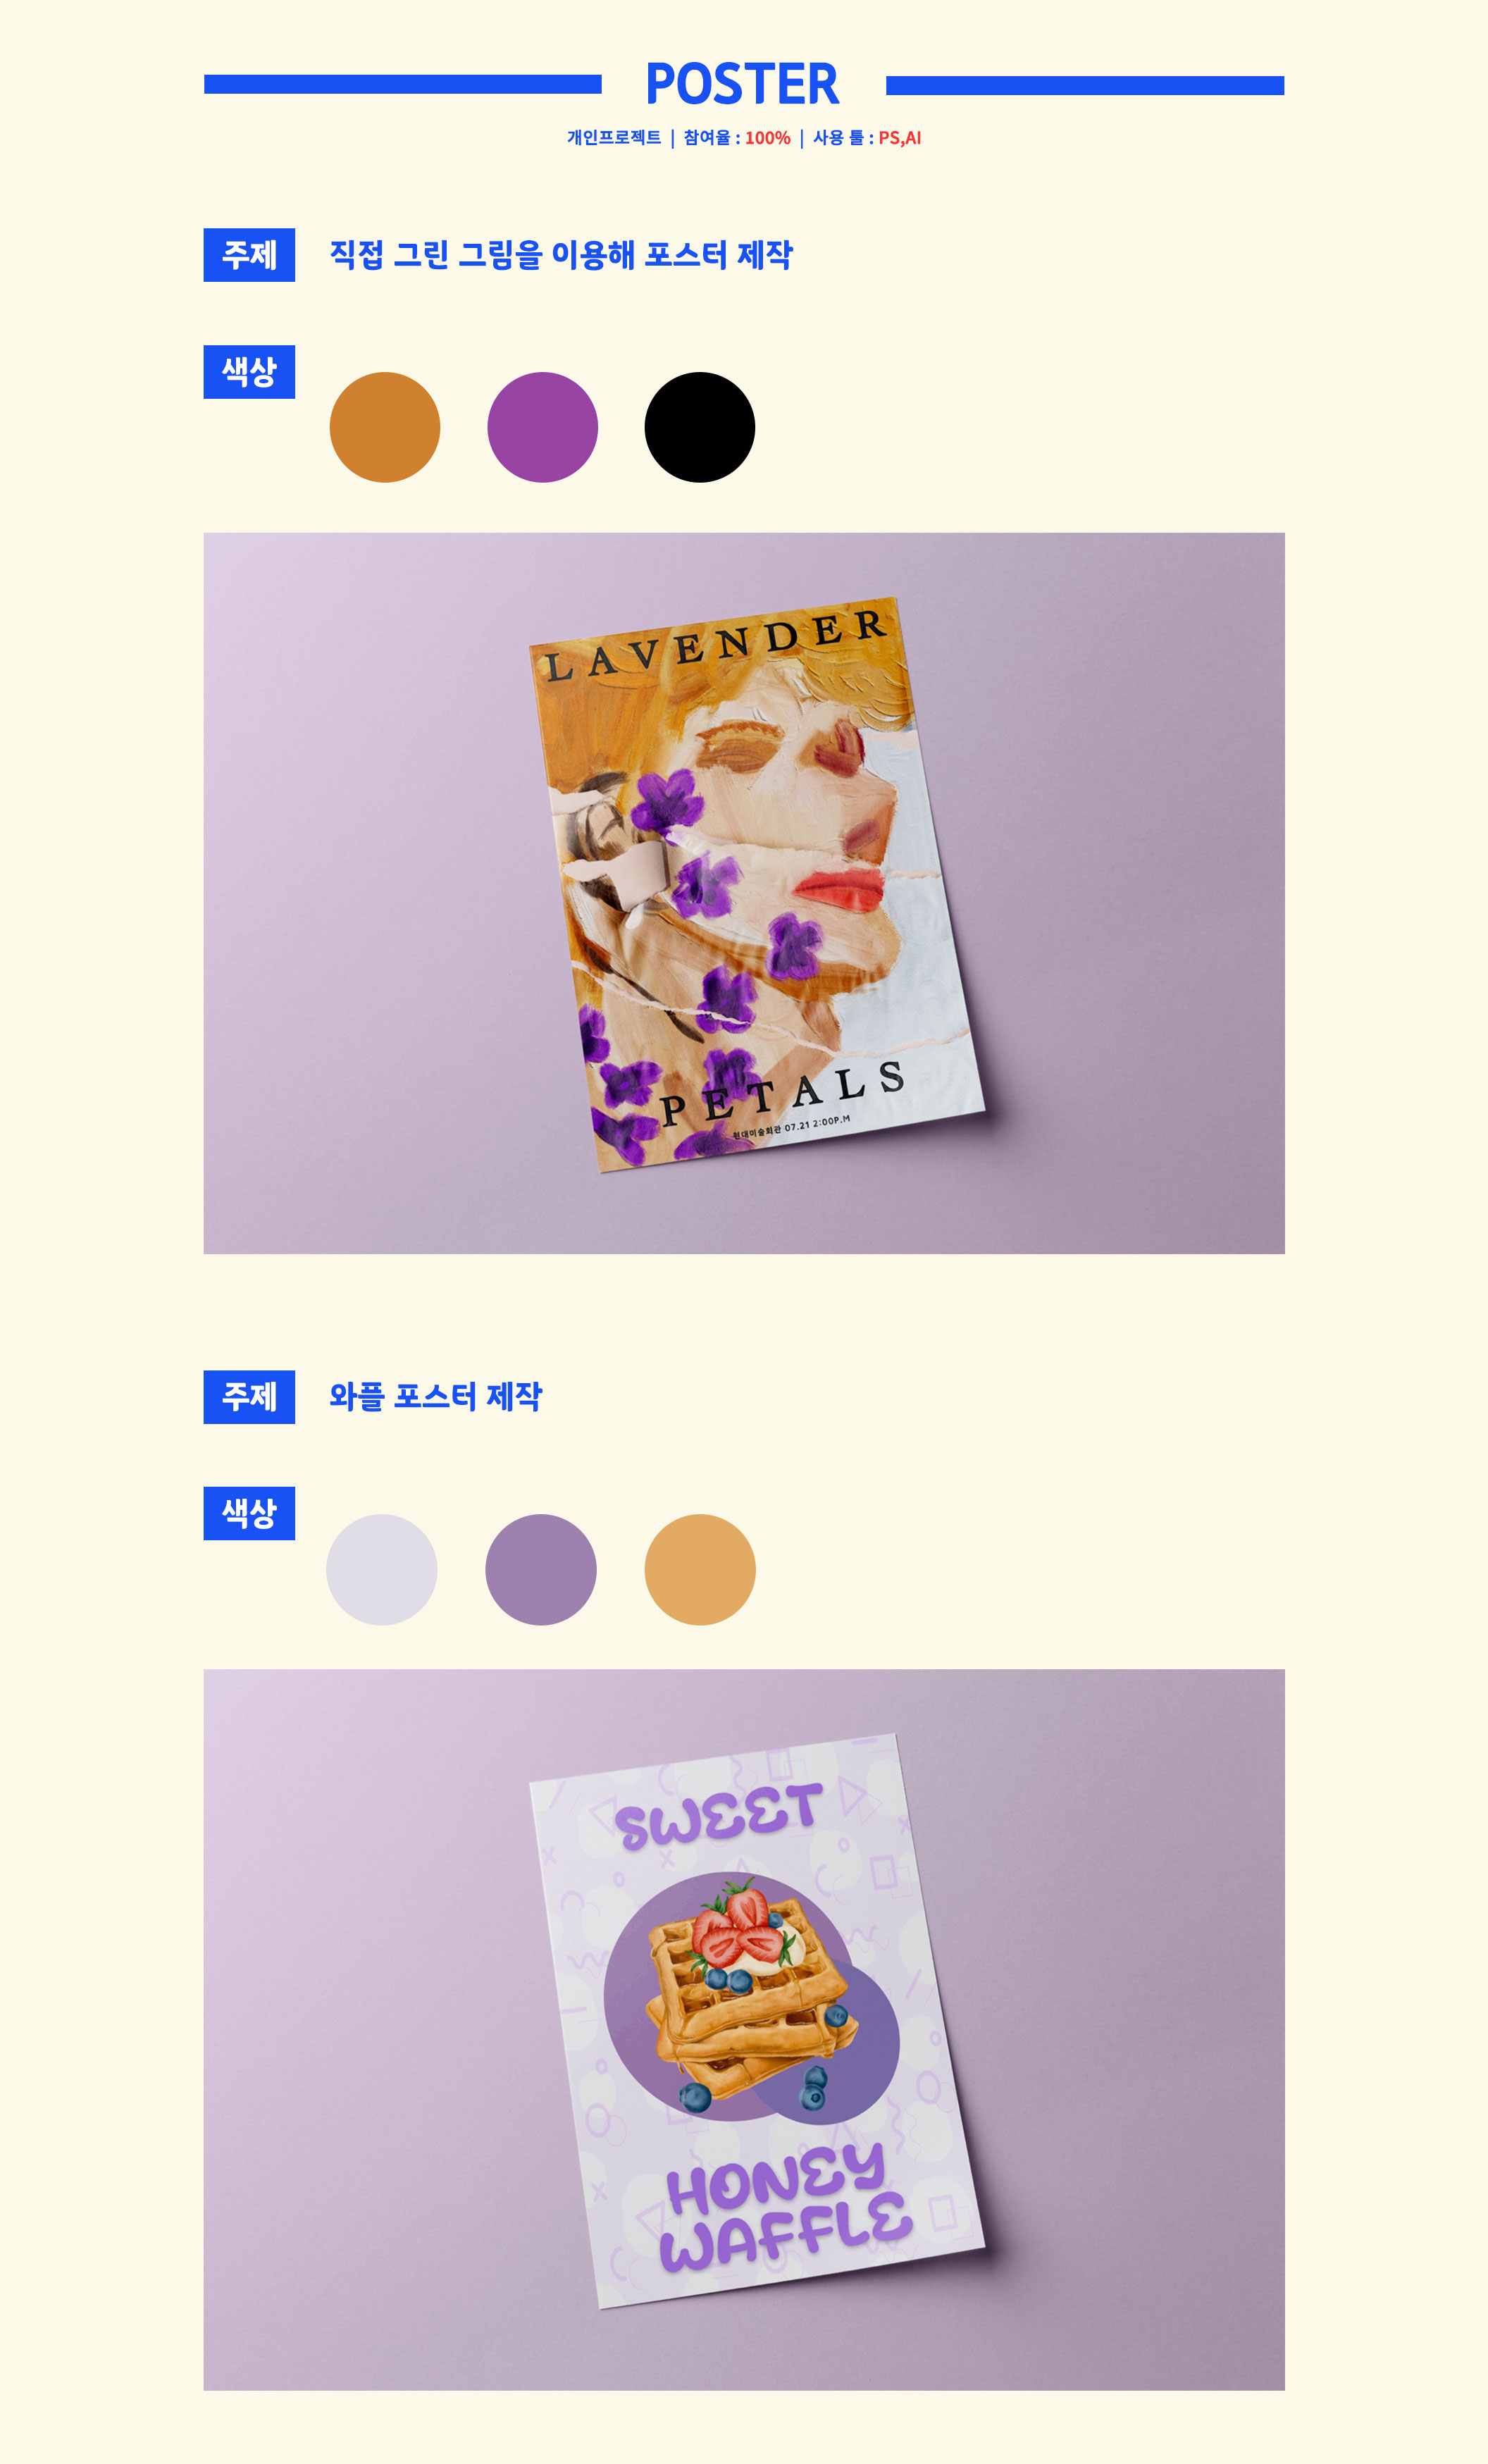 POSTER
개인프로젝트 | 참여율 : 100% | 사용 툴 : PS,AI
주제 직접 그린 그림을 이용해 포스터 제작
색상
LAVENDER
PETALS
현대미술회관 07.21 2:00P.M
주제 와플 포스터 제작
색상
SWEET
HONEY
WAFFLE